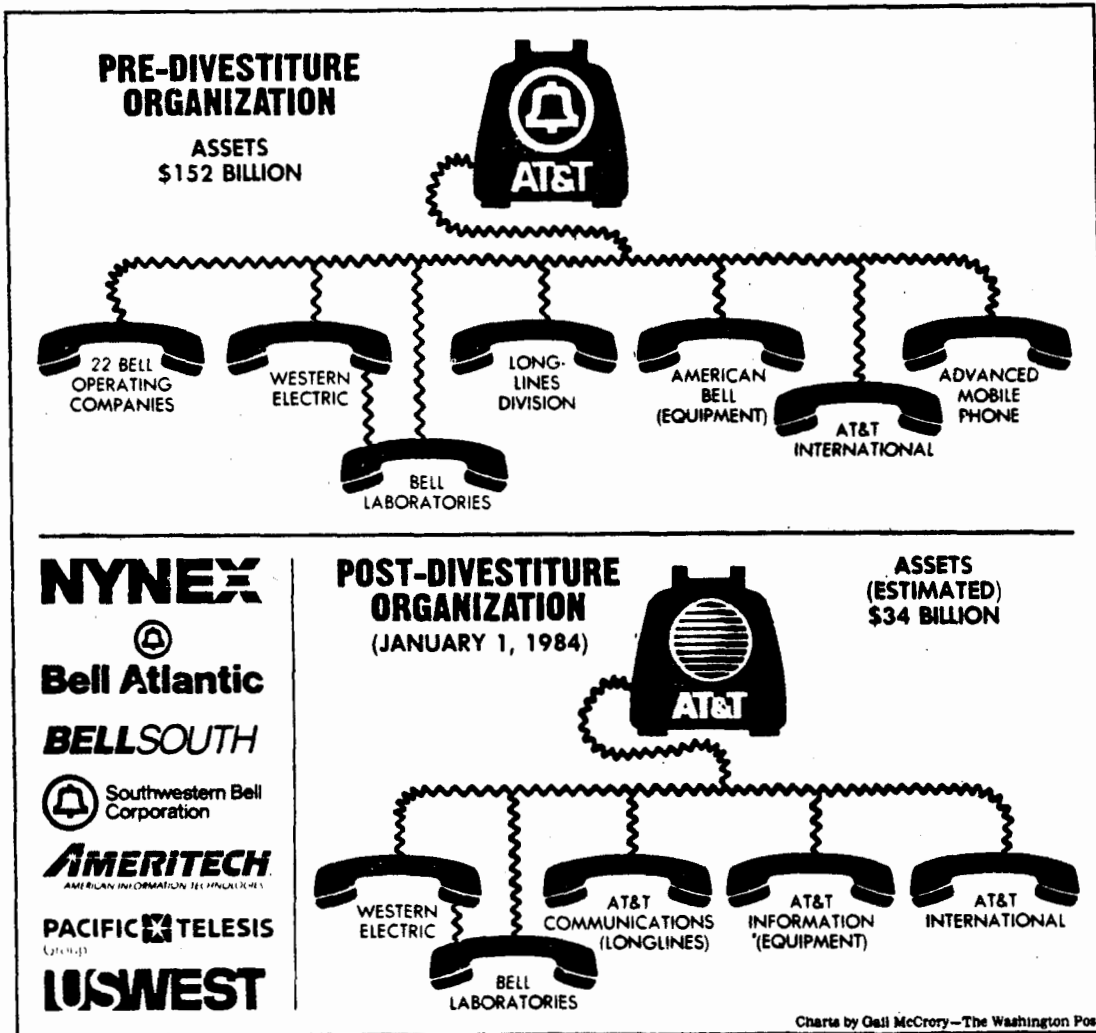 PRE-DIVESTITURE
ORGANIZATION
ASSETS
$152 BILLION
AT&T
22 BELL
OPERATING
COMPANIES
WESTERN
ELECTRIC
BELL
LABORATORIES
LONG-
LINES
DIVISION
AMERICAN
BELL
(EQUIPMENT)
AT&T
INTERNATIONAL
ADVANCED
MOBILE
PHONE
NYNEX
Bell Atlantic
BELLSOUTH
Southwestern Bell
Corporation
AMERITECH
AMERICAN INFORMATION TECHNOLOGIES
PACIFIC TELESIS
Group
USWEST
POST-DIVESTITURE
ORGANIZATION
(JANUARY 1, 1984)
ASSETS
(ESTIMATED)
$34 BILLION
AT&T
WESTERN
ELECTRIC
BELL
LABORATORIES
AT&T
COMMUNICATIONS
(LONGLINES)
AT&T
INFORMATION
(EQUIPMENT)
AT&T
INTERNATIONAL
Charts by Gail McCrory—The Washington Pos